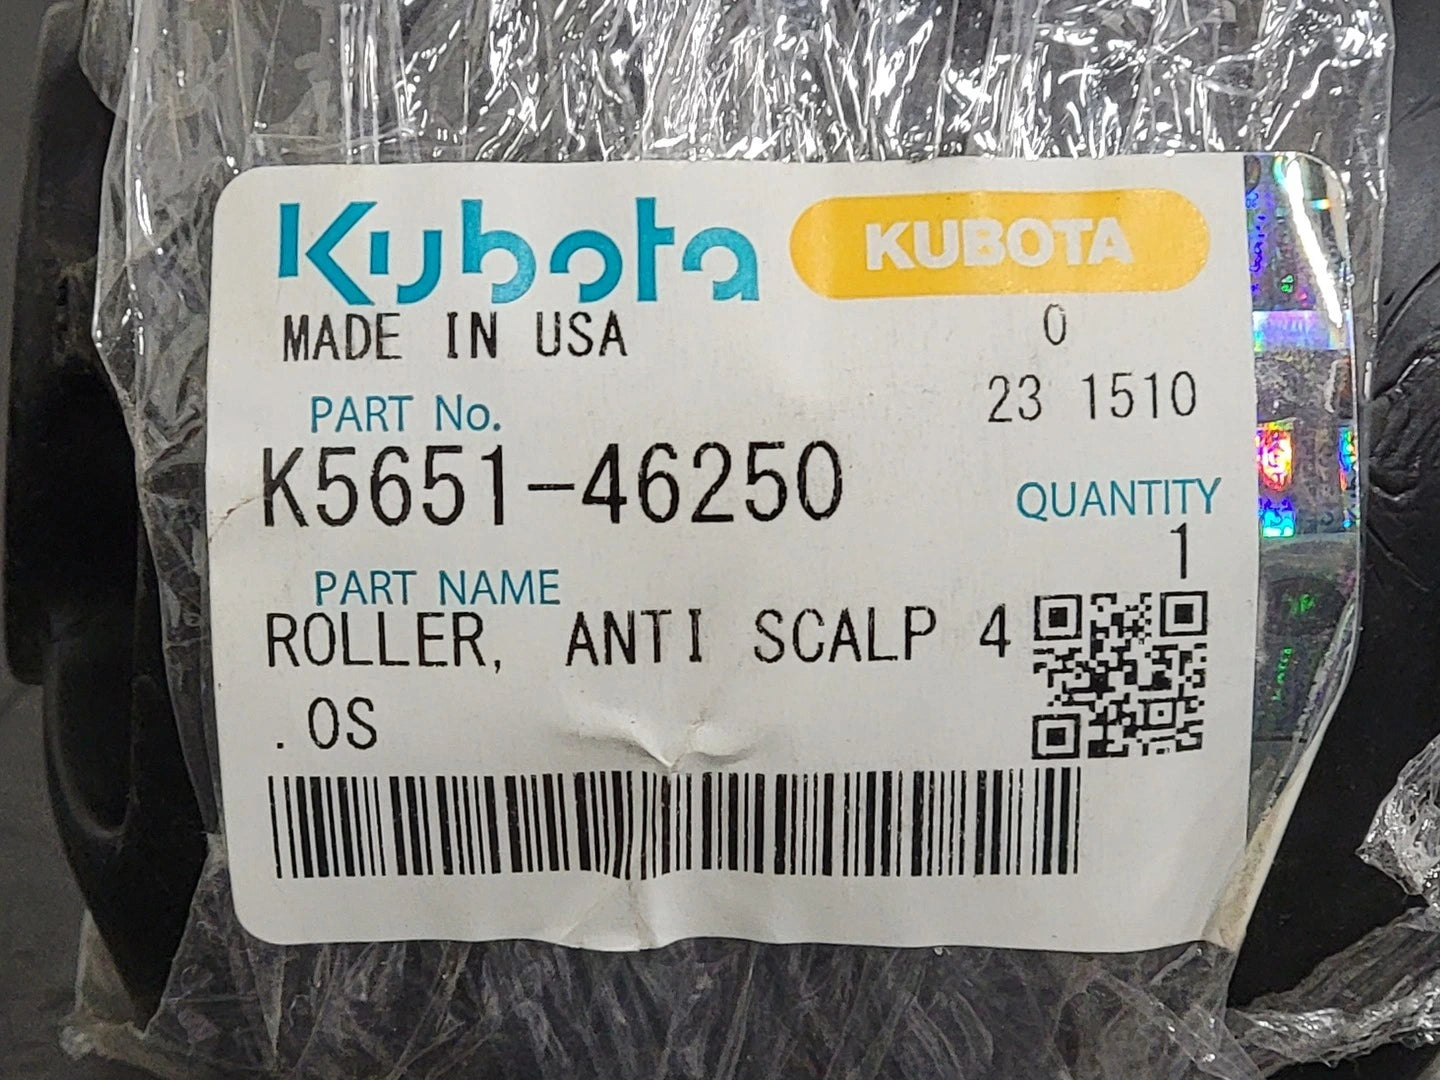 Kubota KUBOTA
MADE IN USA 0
23 1510
PART No.
K5651-46250
QUANTITY
1
PART NAME
ROLLER, ANTI SCALP 4
.OS